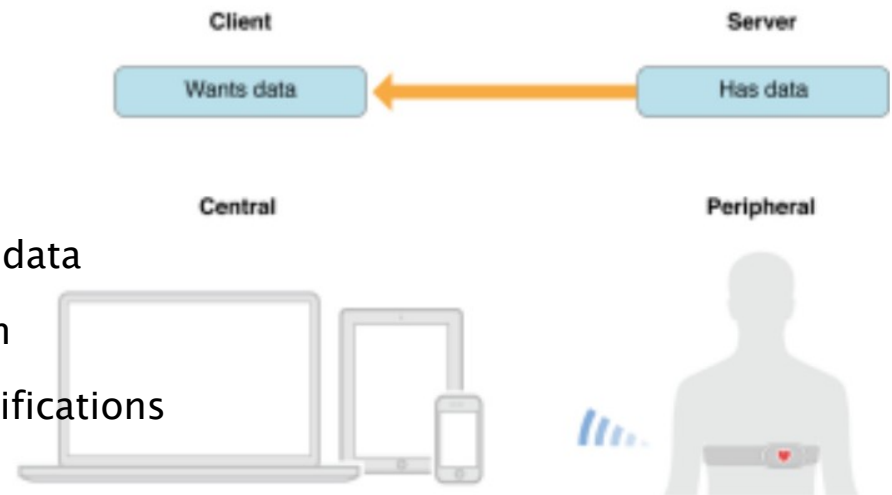 Client Server
Wants data Has data
Central Peripheral
data
ifications